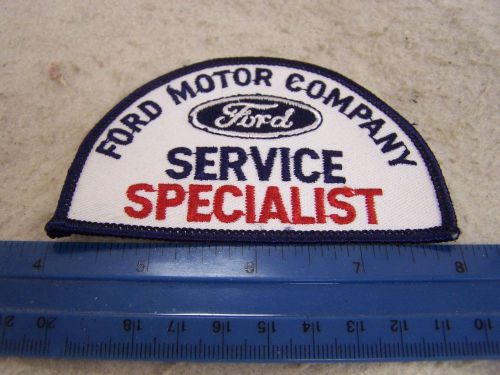 FORD MOTOR COMPANY
Ford
SERVICE
SPECIALIST
4 5 6 7 8
20 18 17 16 15 14 13 12 11 10